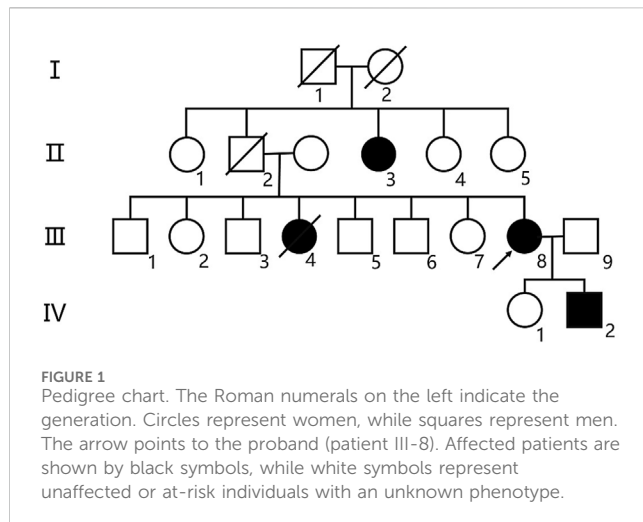 I
1 2
II
1 2 3 4 5
III
1 2 3 4 5 6 7 8 9
IV
1 2
FIGURE 1
Pedigree chart. The Roman numerals on the left indicate the
generation. Circles represent women, while squares represent men.
The arrow points to the proband (patient III-8). Affected patients are
shown by black symbols, while white symbols represent
unaffected or at-risk individuals with an unknown phenotype.